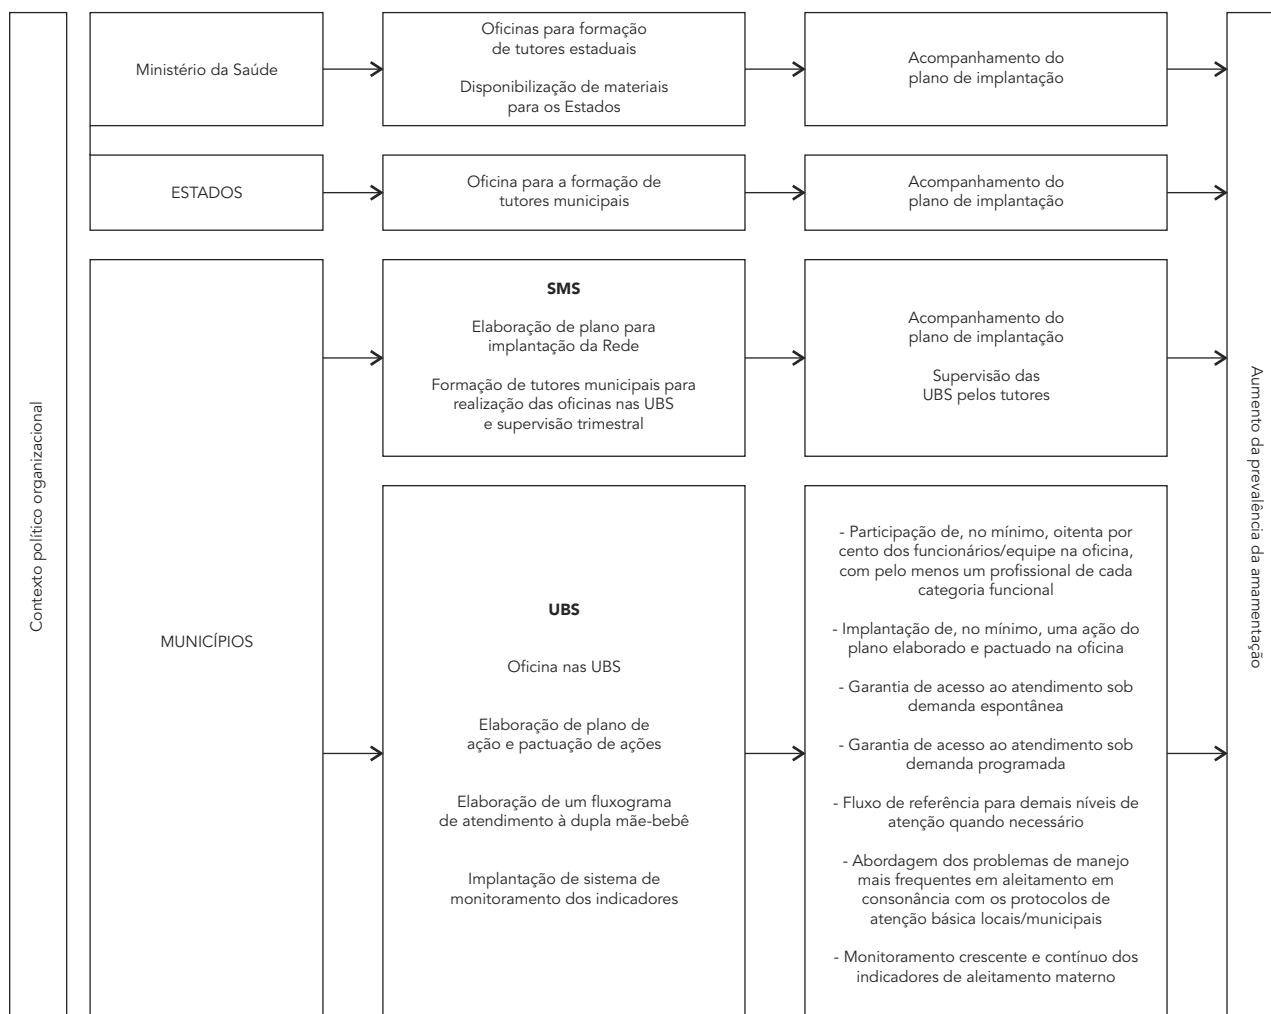 Contexto político organizacional
Ministério da Saúde
Oficinas para formação
de tutores estaduais
Disponibilização de materiais
para os Estados
Acompanhamento do
plano de implantação
ESTADOS
Oficina para a formação de
tutores municipais
Acompanhamento do
plano de implantação
MUNICÍPIOS
SMS
Elaboração de plano para
implantação da Rede
Formação de tutores municipais para
realização das oficinas nas UBS
e supervisão trimestral
Acompanhamento do
plano de implantação
Supervisão das
UBS pelos tutores
UBS
Oficina nas UBS
Elaboração de plano de
ação e pactuação de ações
Elaboração de um fluxograma
de atendimento à dupla mãe-bebê
Implantação de sistema de
monitoramento dos indicadores
- Participação de, no mínimo, oitenta por
cento dos funcionários/equipe na oficina,
com pelo menos um profissional de cada
categoria funcional
- Implantação de, no mínimo, uma ação do
plano elaborado e pactuado na oficina
- Garantia de acesso ao atendimento sob
demanda espontânea
- Garantia de acesso ao atendimento sob
demanda programada
- Fluxo de referência para demais níveis de
atenção quando necessário
- Abordagem dos problemas de manejo
mais frequentes em aleitamento em
consonância com os protocolos de
atenção básica locais/municipais
- Monitoramento crescente e contínuo dos
indicadores de aleitamento materno
Aumento da prevalência da amamentação